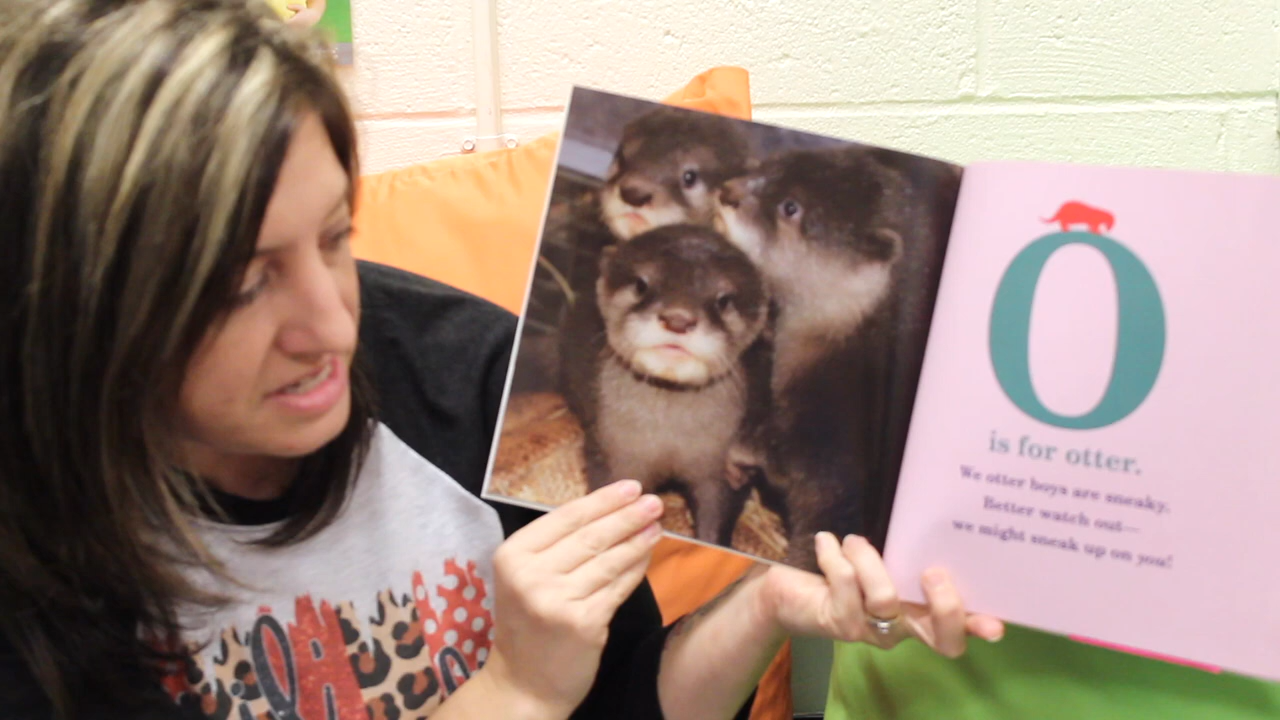 O
is for otter.
We otter boys are sneaky.
Better watch out—
we might sneak up on you!